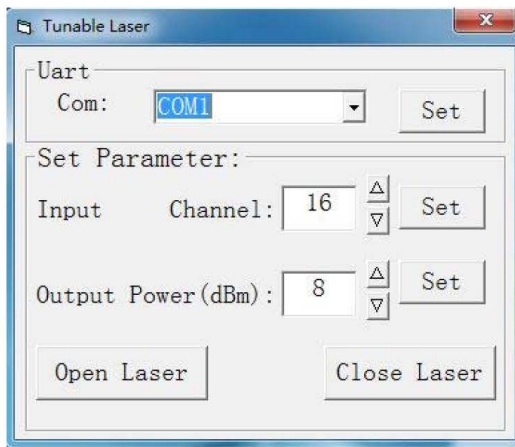 Tunable Laser
Uart
Com: COM1 Set
Set Parameter:
Input Channel: 16 Set
Output Power(dBm): 8 Set
Open Laser Close Laser